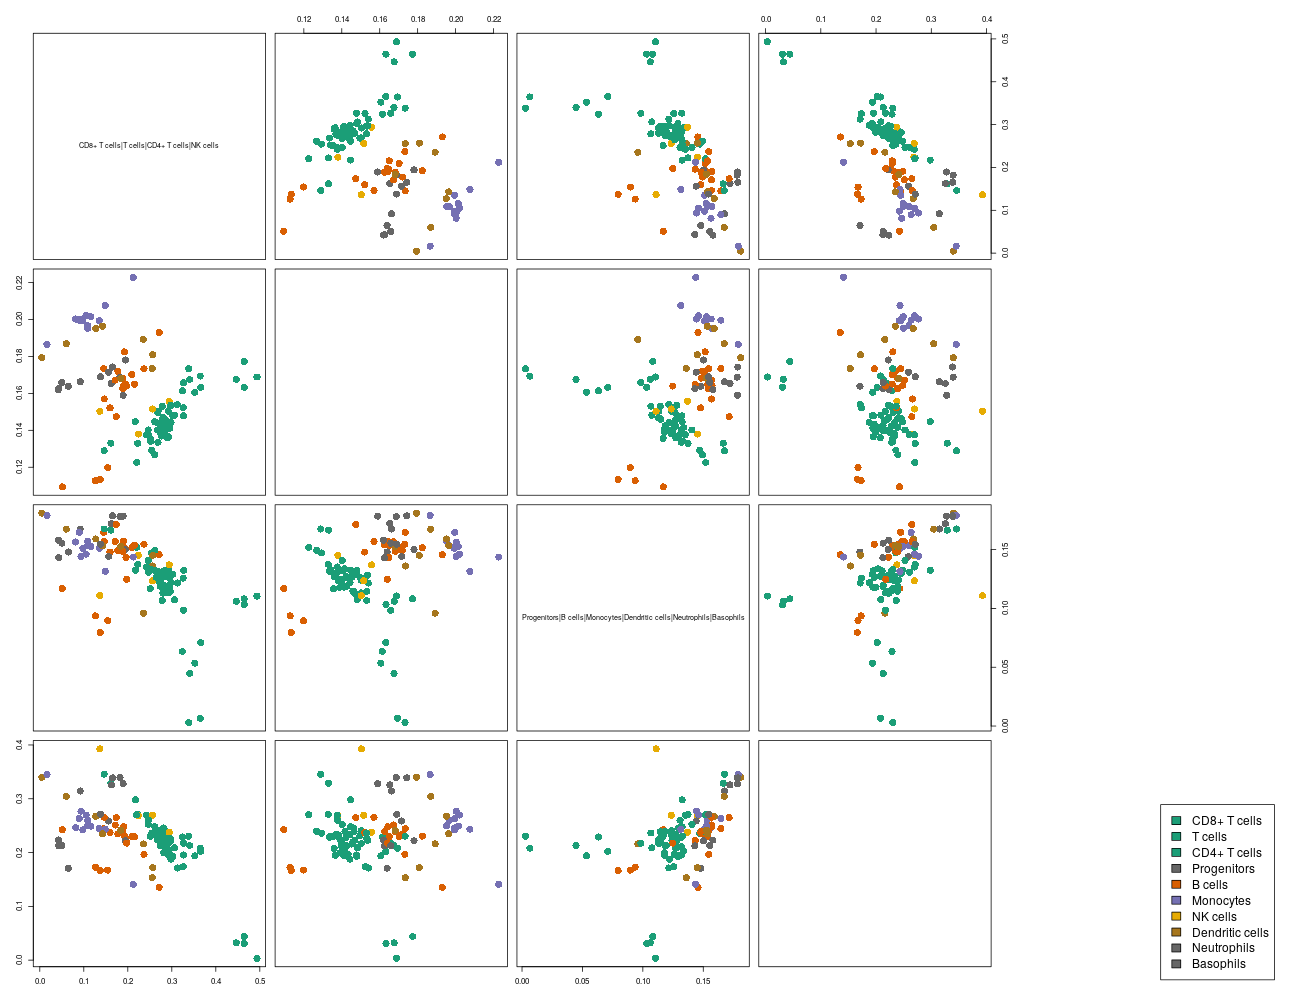 0.12 0.14 0.16 0.18 0.20 0.22
0.0 0.1 0.2 0.3 0.4
CD8+ T cells|T cells|CD4+ T cells|NK cells
0.5
0.4
0.3
0.2
0.1
0.0
0.22
0.20
0.18
0.16
0.14
0.12
Progenitors|B cells|Monocytes|Dendritic cells|Neutrophils|Basophils
0.15
0.10
0.05
0.00
0.4
0.3
0.2
0.1
0.0
0.0 0.1 0.2 0.3 0.4 0.5
0.00 0.05 0.10 0.15
CD8+ T cells
T cells
CD4+ T cells
Progenitors
B cells
Monocytes
NK cells
Dendritic cells
Neutrophils
Basophils